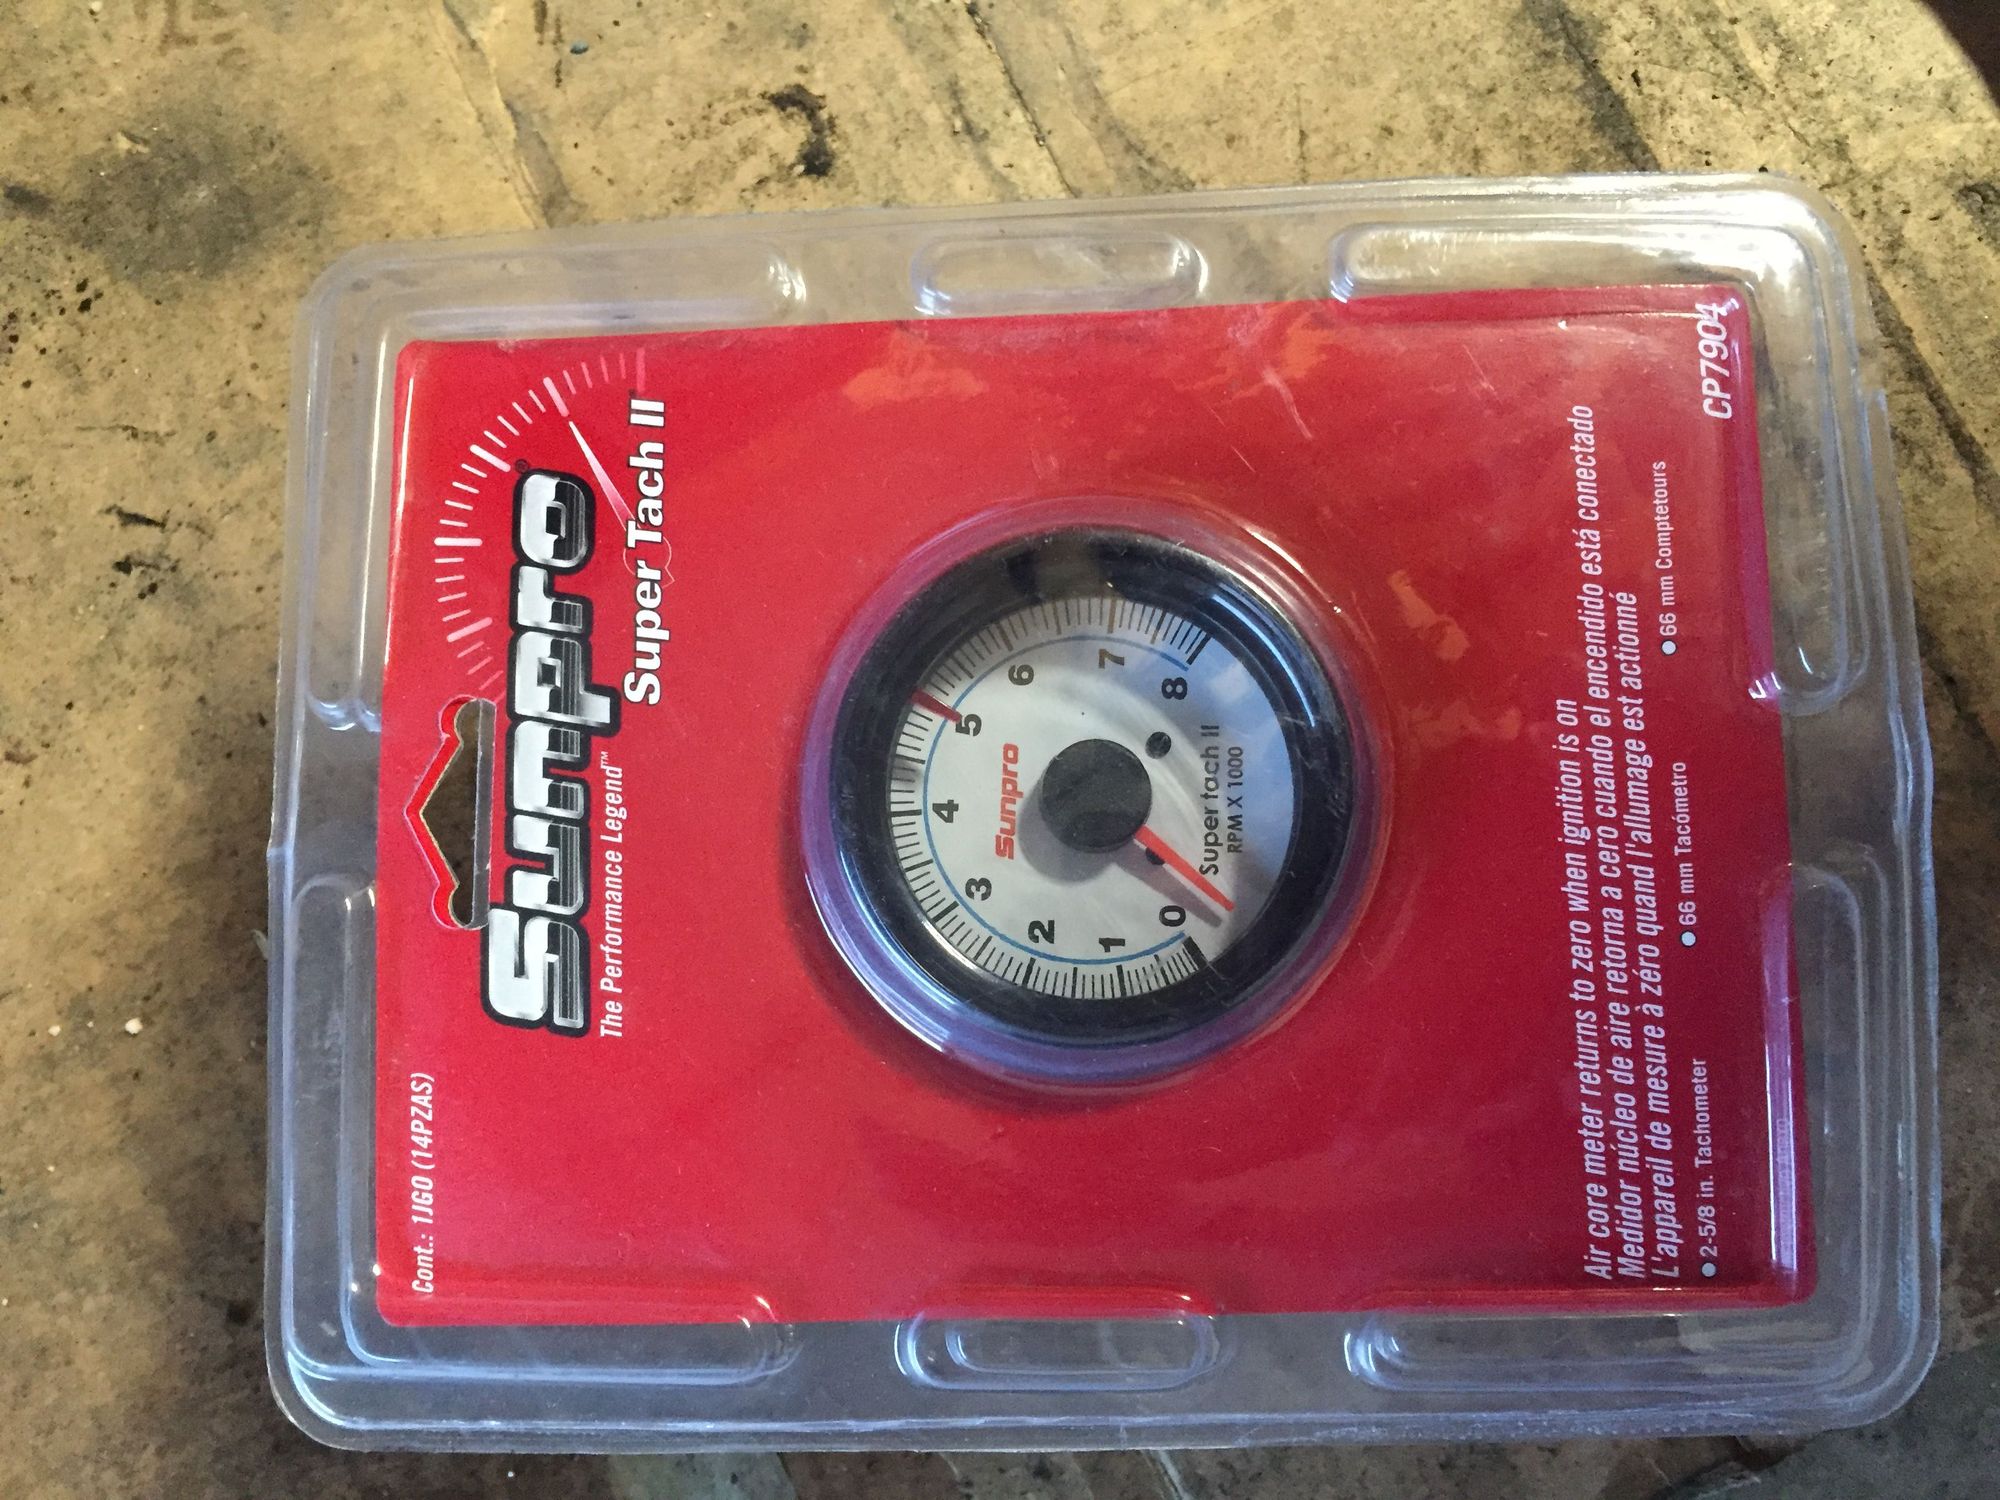 Cont.: 1JGO (14PZAS)
Sunpro®
The Performance Legend™
Super Tach II
0
1
2
3
4
5
6
7
8
Sunpro
Super tach II
RPM X 1000
Air core meter returns to zero when ignition is on
Medidor núcleo de aire retorna a cero cuando el encendido está conectado
L'appareil de mesure à zéro quand l'allumage est actionné
• 2-5/8 in. Tachometer • 66 mm Tacómetro • 66 mm Comptetours
CP7904